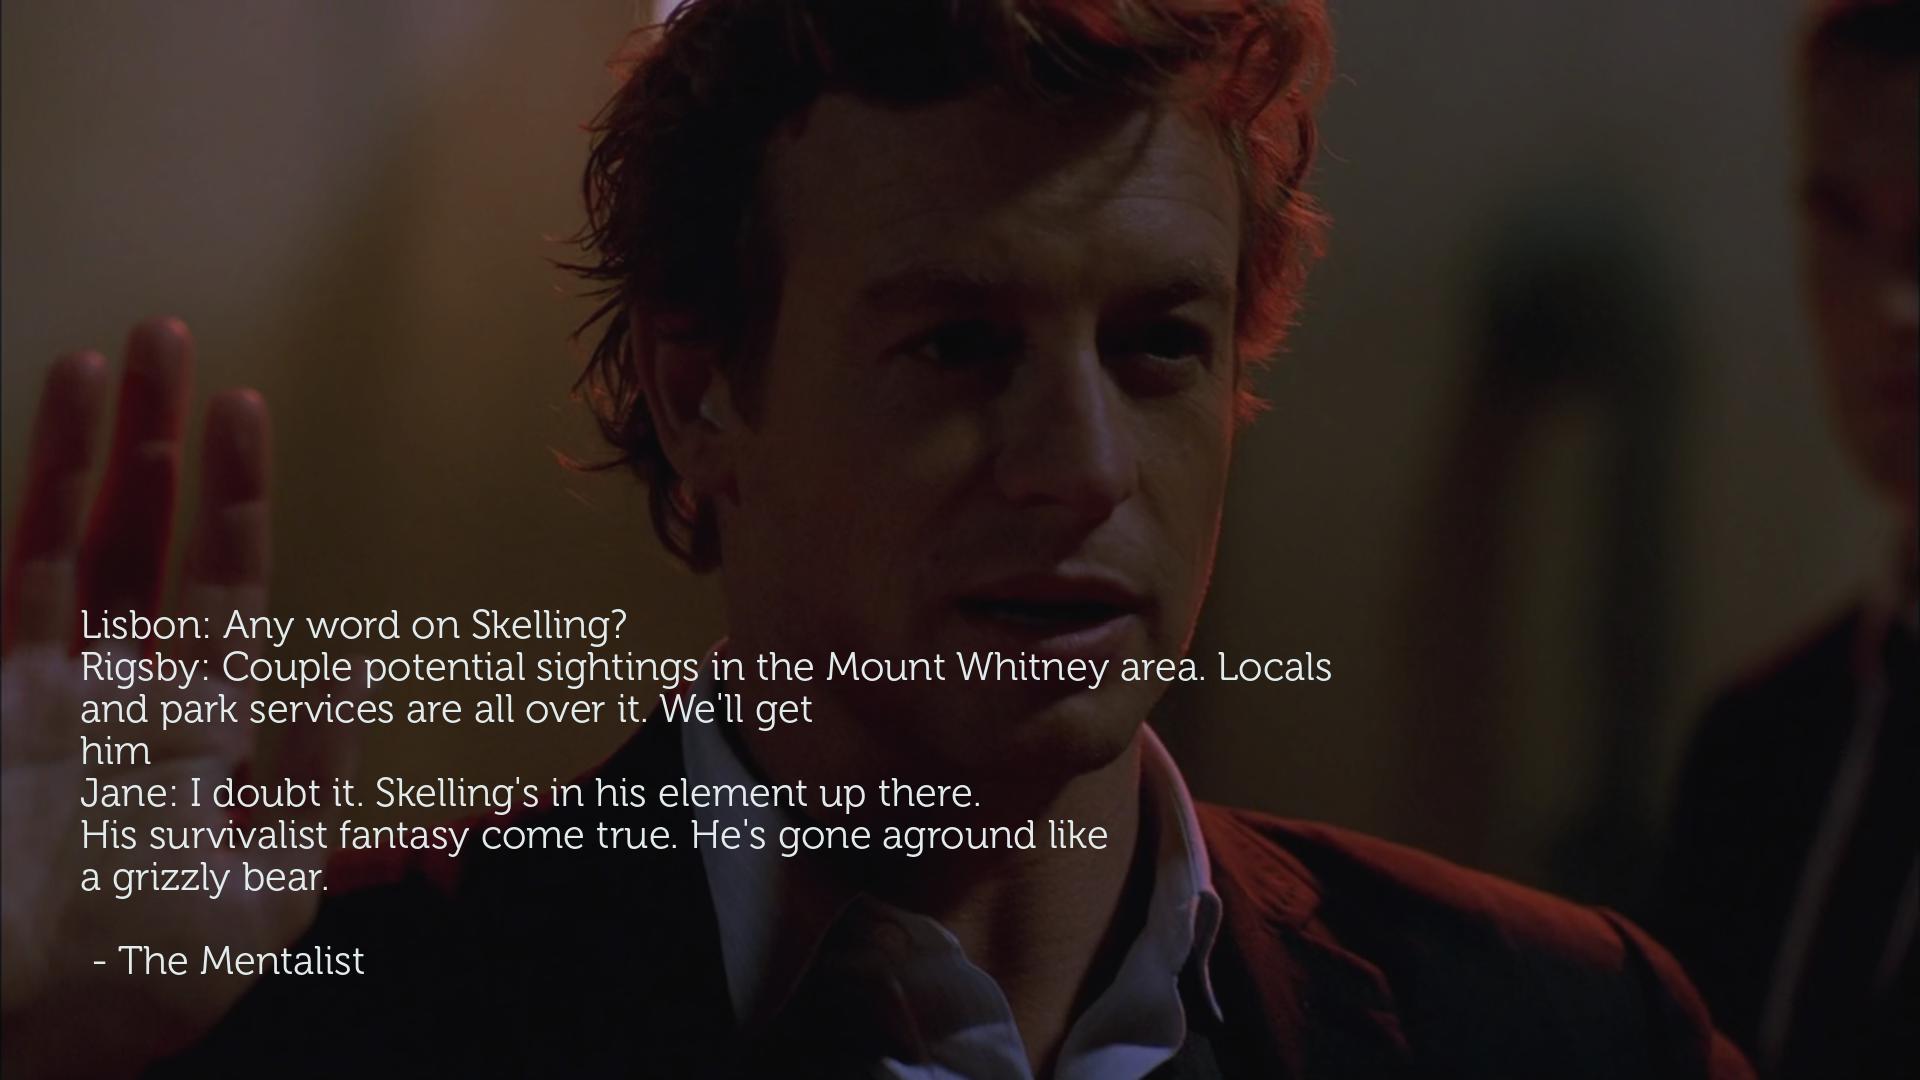 Lisbon: Any word on Skelling?
Rigsby: Couple potential sightings in the Mount Whitney area. Locals
and park services are all over it. We'll get
him
Jane: I doubt it. Skelling's in his element up there.
His survivalist fantasy come true. He's gone aground like
a grizzly bear.
- The Mentalist